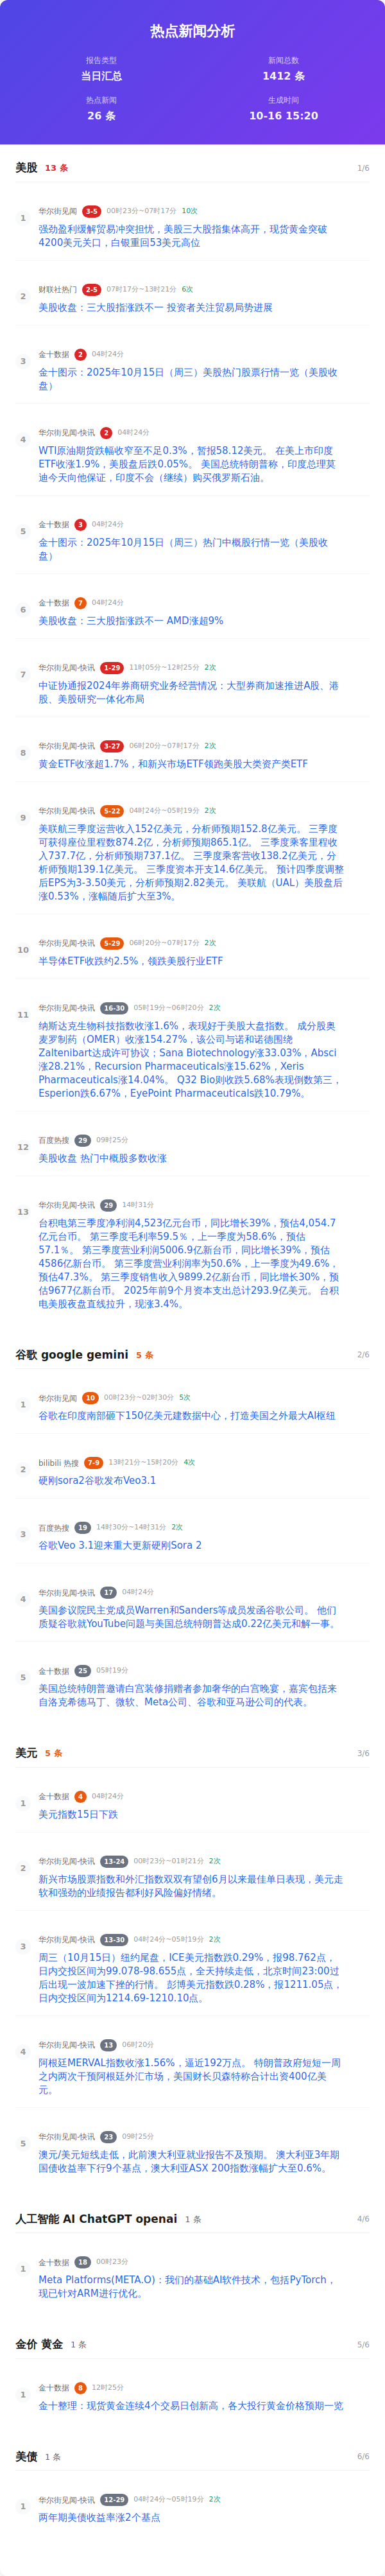 热点新闻分析
报告类型
新闻总数
当日汇总
1412 条
热点新闻
生成时间
26 条
10-16 15:20
美股 13 条 1/6
1
华尔街见闻 3-5 00时23分~07时17分 10次
强劲盈利缓解贸易冲突担忧，美股三大股指集体高开，现货黄金突破
4200美元关口，白银重回53美元高位
2
财联社热门 2-5 07时17分~13时21分 6次
美股收盘：三大股指涨跌不一 投资者关注贸易局势进展
3
金十数据 2 04时24分
金十图示：2025年10月15日（周三）美股热门股票行情一览（美股收
盘）
4
华尔街见闻-快讯 2 04时24分
WTI原油期货跌幅收窄至不足0.3%，暂报58.12美元。 在美上市印度
ETF收涨1.9%，美股盘后跌0.05%。 美国总统特朗普称，印度总理莫
迪今天向他保证，印度不会（继续）购买俄罗斯石油。
5
金十数据 3 04时24分
金十图示：2025年10月15日（周三）热门中概股行情一览（美股收
盘）
6
金十数据 7 04时24分
美股收盘：三大股指涨跌不一 AMD涨超9%
7
华尔街见闻-快讯 1-29 11时05分~12时25分 2次
中证协通报2024年券商研究业务经营情况：大型券商加速推进A股、港
股、美股研究一体化布局
8
华尔街见闻-快讯 3-27 06时20分~07时17分 2次
黄金ETF收涨超1.7%，和新兴市场ETF领跑美股大类资产类ETF
9
华尔街见闻-快讯 5-22 04时24分~05时19分 2次
美联航三季度运营收入152亿美元，分析师预期152.8亿美元。 三季度
可获得座位里程数874.2亿，分析师预期865.1亿。 三季度乘客里程收
入737.7亿，分析师预期737.1亿。 三季度乘客营收138.2亿美元，分
析师预期139.1亿美元。 三季度资本开支14.6亿美元。 预计四季度调整
后EPS为3-3.50美元，分析师预期2.82美元。 美联航（UAL）美股盘后
涨0.53%，涨幅随后扩大至3%。
10
华尔街见闻-快讯 5-29 06时20分~07时17分 2次
半导体ETF收跌约2.5%，领跌美股行业ETF
11
华尔街见闻-快讯 16-30 05时19分~06时20分 2次
纳斯达克生物科技指数收涨1.6%，表现好于美股大盘指数。 成分股奥
麦罗制药（OMER）收涨154.27%，该公司与诺和诺德围绕
Zaltenibart达成许可协议；Sana Biotechnology涨33.03%，Absci
涨28.21%，Recursion Pharmaceuticals涨15.62%，Xeris
Pharmaceuticals涨14.04%。 Q32 Bio则收跌5.68%表现倒数第三，
Esperion跌6.67%，EyePoint Pharmaceuticals跌10.79%。
12
百度热搜 29 09时25分
美股收盘 热门中概股多数收涨
13
华尔街见闻-快讯 29 14时31分
台积电第三季度净利润4,523亿元台币，同比增长39%，预估4,054.7
亿元台币。 第三季度毛利率59.5％，上一季度为58.6%，预估
57.1％。 第三季度营业利润5006.9亿新台币，同比增长39%，预估
4586亿新台币。 第三季度营业利润率为50.6%，上一季度为49.6%，
预估47.3%。 第三季度销售收入9899.2亿新台币，同比增长30%，预
估9677亿新台币。 2025年前9个月资本支出总计293.9亿美元。 台积
电美股夜盘直线拉升，现涨3.4%。
谷歌 google gemini 5 条 2/6
1
华尔街见闻 10 00时23分~02时30分 5次
谷歌在印度南部砸下150亿美元建数据中心，打造美国之外最大AI枢纽
2
bilibili 热搜 7-9 13时21分~15时20分 4次
硬刚sora2谷歌发布Veo3.1
3
百度热搜 19 14时30分~14时31分 2次
谷歌Veo 3.1迎来重大更新硬刚Sora 2
4
华尔街见闻-快讯 17 04时24分
美国参议院民主党成员Warren和Sanders等成员发函谷歌公司。 他们
质疑谷歌就YouTube问题与美国总统特朗普达成0.22亿美元和解一事。
5
金十数据 25 05时19分
美国总统特朗普邀请白宫装修捐赠者参加奢华的白宫晚宴，嘉宾包括来
自洛克希德马丁、微软、Meta公司、谷歌和亚马逊公司的代表。
美元 5 条 3/6
1
金十数据 4 04时24分
美元指数15日下跌
2
华尔街见闻-快讯 13-24 00时23分~01时21分 2次
新兴市场股票指数和外汇指数双双有望创6月以来最佳单日表现，美元走
软和强劲的业绩报告都利好风险偏好情绪。
3
华尔街见闻-快讯 13-30 04时24分~05时19分 2次
周三（10月15日）纽约尾盘，ICE美元指数跌0.29%，报98.762点，
日内交投区间为99.078-98.655点，全天持续走低，北京时间23:00过
后出现一波加速下挫的行情。 彭博美元指数跌0.28%，报1211.05点，
日内交投区间为1214.69-1210.10点。
4
华尔街见闻-快讯 13 06时20分
阿根廷MERVAL指数收涨1.56%，逼近192万点。 特朗普政府短短一周
之内两次干预阿根廷外汇市场，美国财长贝森特称合计出资400亿美
元。
5
华尔街见闻-快讯 23 09时25分
澳元/美元短线走低，此前澳大利亚就业报告不及预期。 澳大利亚3年期
国债收益率下行9个基点，澳大利亚ASX 200指数涨幅扩大至0.6%。
人工智能 AI ChatGPT openai 1 条 4/6
1
金十数据 18 00时23分
Meta Platforms(META.O)：我们的基础AI软件技术，包括PyTorch，
现已针对ARM进行优化。
金价 黄金 1 条 5/6
1
金十数据 8 12时25分
金十整理：现货黄金连续4个交易日创新高，各大投行黄金价格预期一览
美债 1 条 6/6
1
华尔街见闻-快讯 12-29 04时24分~05时19分 2次
两年期美债收益率涨2个基点